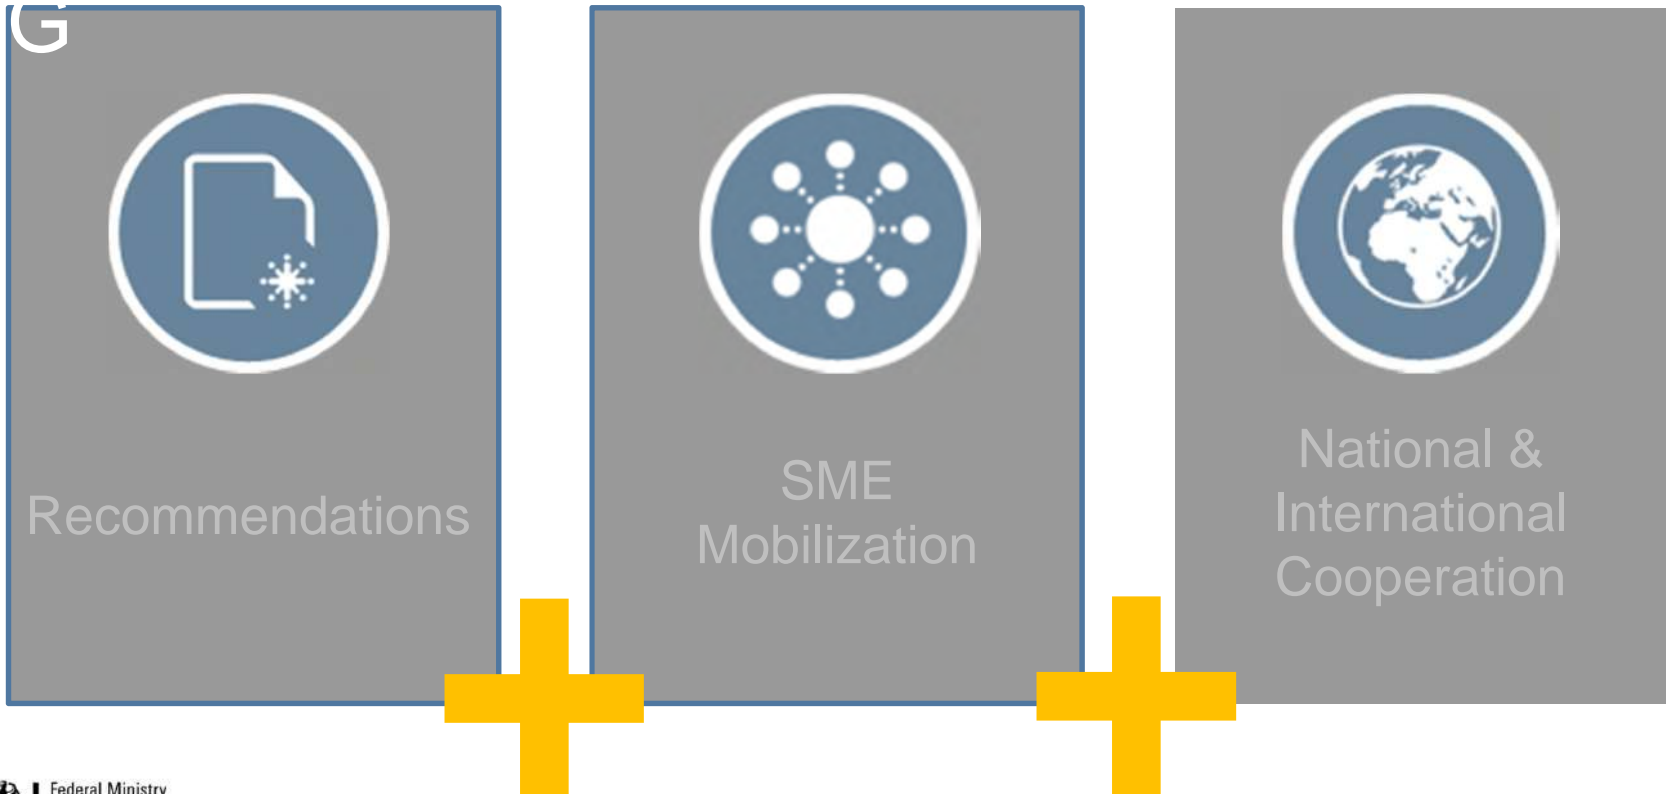 G
Recommendations
SME
Mobilization
National &
International
Cooperation
Federal Ministry